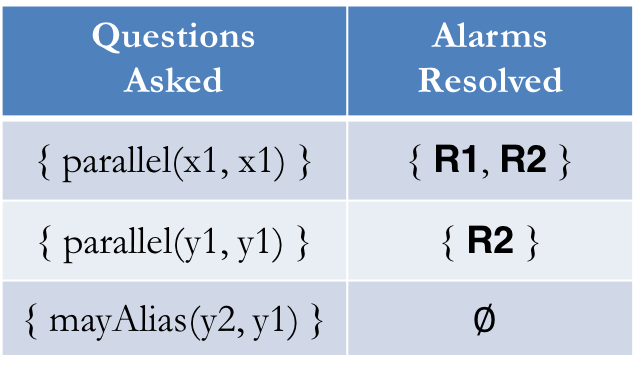 Questions Asked
Alarms Resolved
{ parallel(x1, x1) }
{ R1, R2 }
{ parallel(y1, y1) }
{ R2 }
{ mayAlias(y2, y1) }
∅